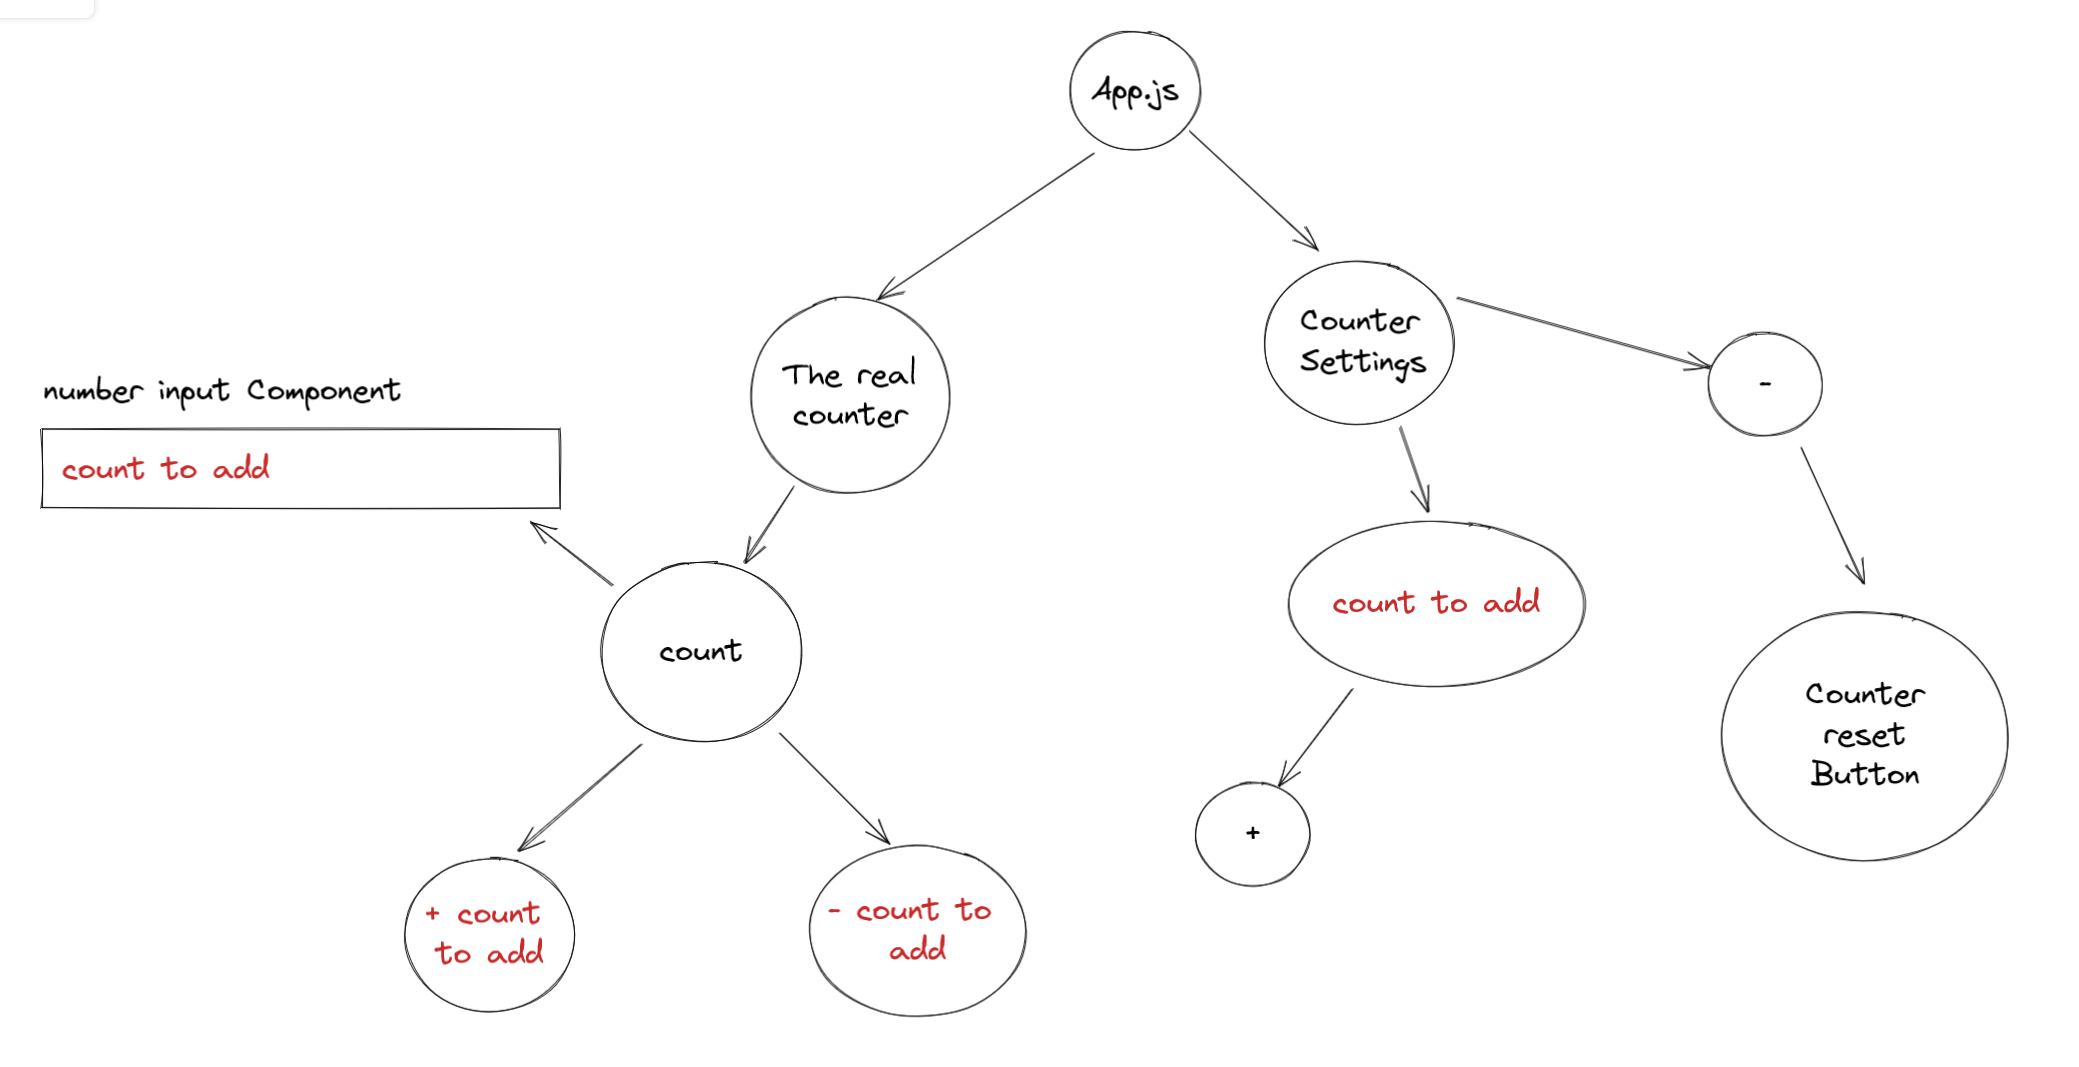 App.js
Counter
Settings
The real
counter
-
number input Component
count to add
count to add
count
Counter
reset
Button
+
+ count
to add
- count to
add